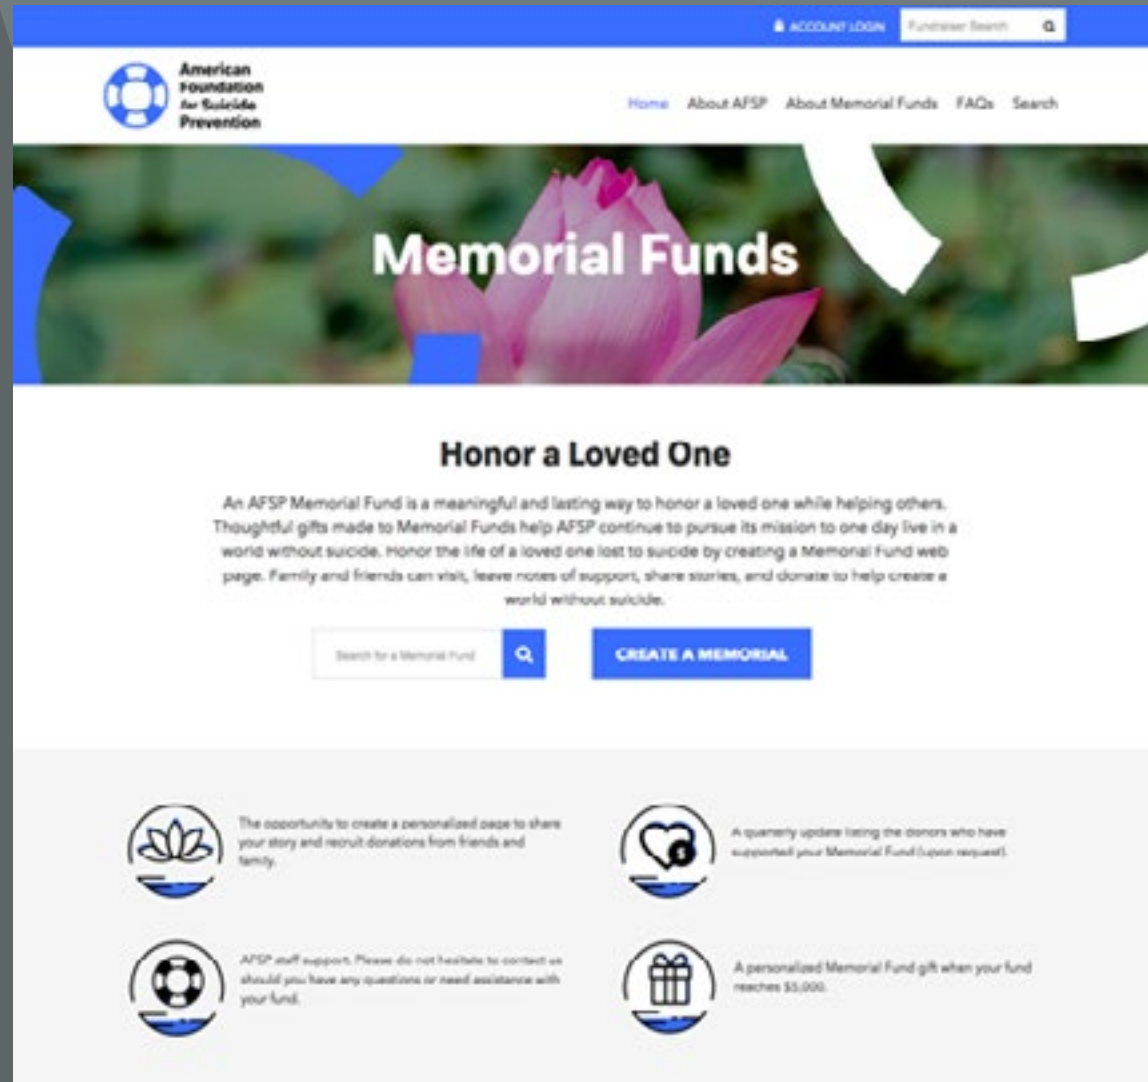 ACCOUNT LOGIN
Fundraiser Search
American
Foundation
for Suicide
Prevention
Home About AFSP About Memorial Funds FAQs Search
Memorial Funds
Honor a Loved One
An AFSP Memorial Fund is a meaningful and lasting way to honor a loved one while helping others.
Thoughtful gifts made to Memorial Funds help AFSP continue to pursue its mission to one day live in a
world without suicide. Honor the life of a loved one lost to suicide by creating a Memorial Fund web
page. Family and friends can visit, leave notes of support, share stories, and donate to help create a
world without suicide.
Search for a Memorial Fund
CREATE A MEMORIAL
The opportunity to create a personalized page to share
your story and recruit donations from friends and
family.
$
A quarterly update listing the donors who have
supported your Memorial Fund (upon request).
AFSP staff support. Please do not hesitate to contact us
should you have any questions or need assistance with
your fund.
A personalized Memorial Fund gift when your fund
reaches $5,000.